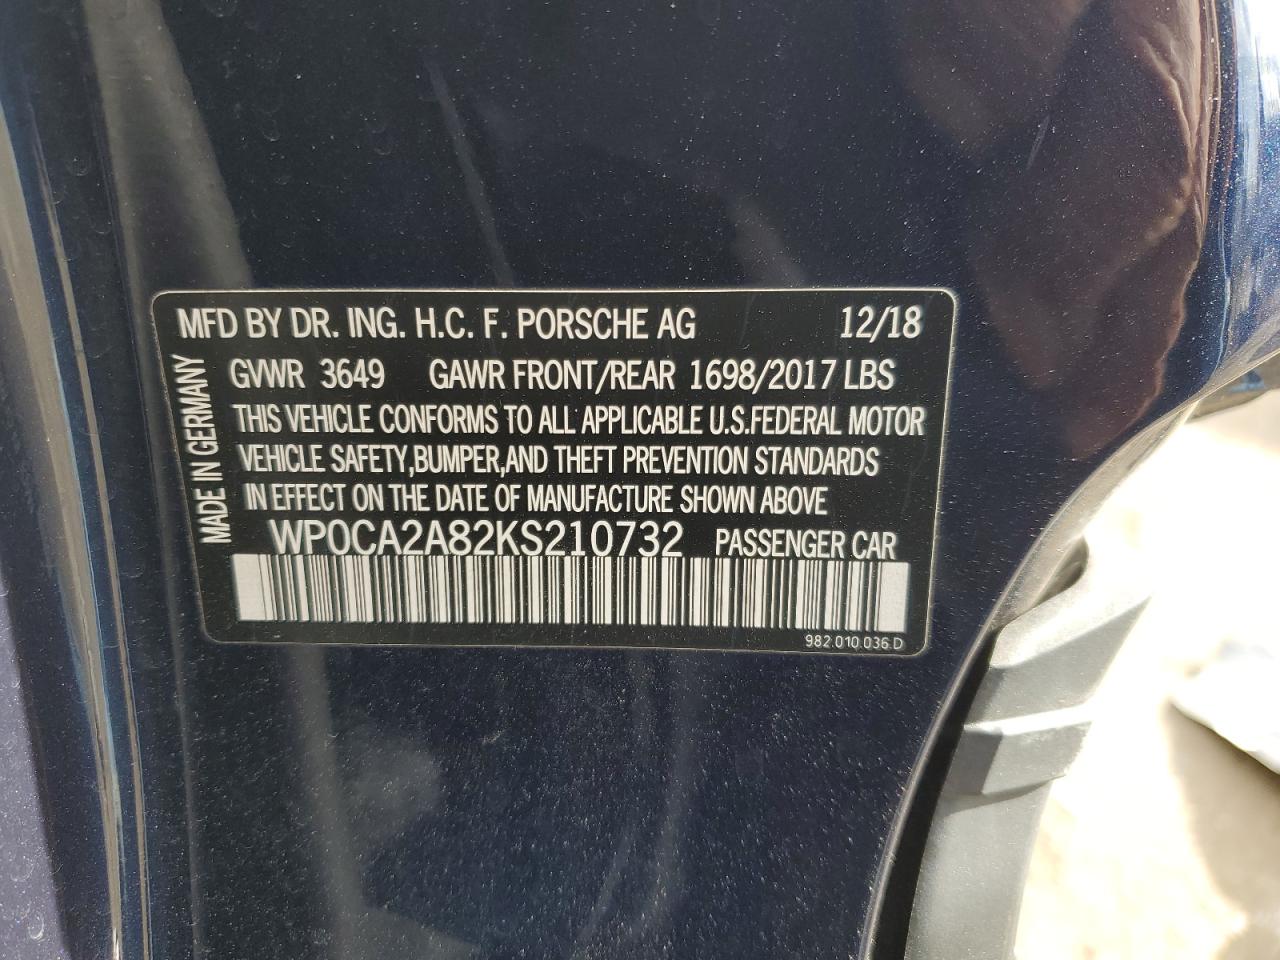 MFD BY DR. ING. H.C. F. PORSCHE AG 12/18
GVWR 3649 GAWR FRONT/REAR 1698/2017 LBS
THIS VEHICLE CONFORMS TO ALL APPLICABLE U.S.FEDERAL MOTOR
VEHICLE SAFETY,BUMPER,AND THEFT PREVENTION STANDARDS
IN EFFECT ON THE DATE OF MANUFACTURE SHOWN ABOVE
WP0CA2A82KS210732 PASSENGER CAR
982.010.036.D
MADE IN GERMANY